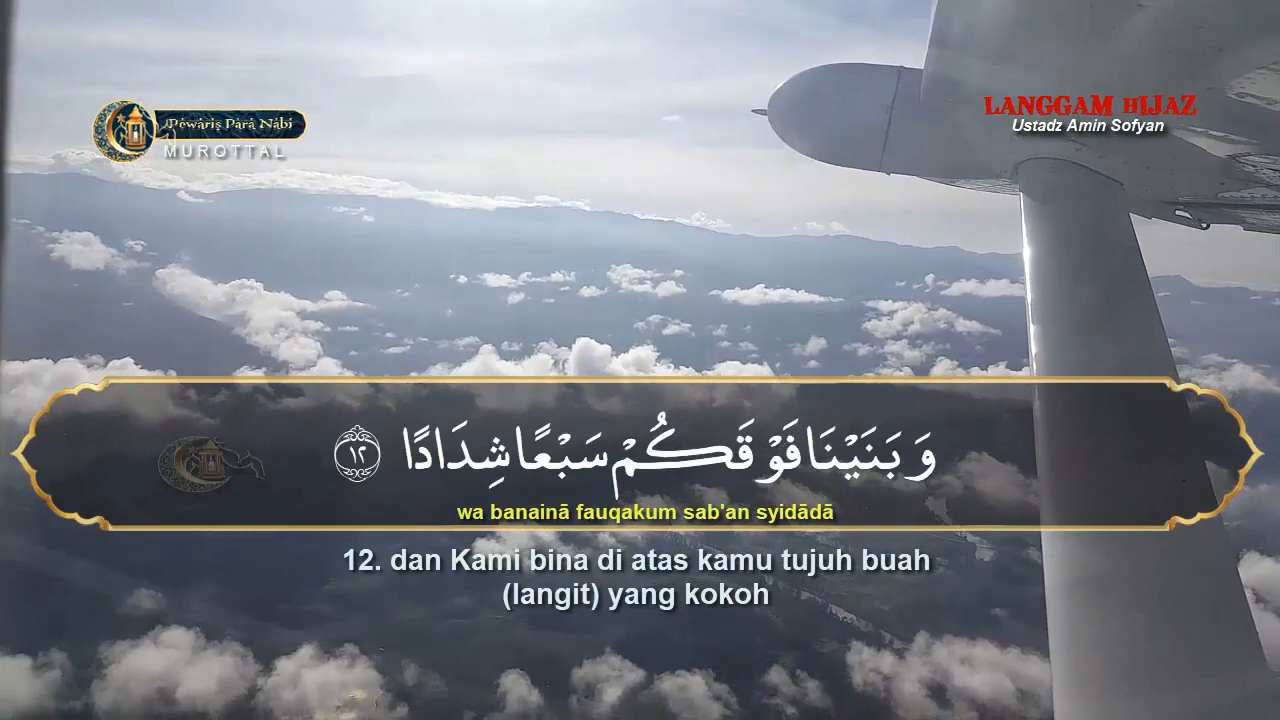 Pewaris Para Nabi
MUROTTAL
LANGGAM HIJAZ
Ustadz Amin Sofyan
وَبَنَيْنَا فَوْقَكُمْ سَبْعًا شِدَادًا ١٢
wa banainā fauqakum sab'an syidādā
12. dan Kami bina di atas kamu tujuh buah
(langit) yang kokoh